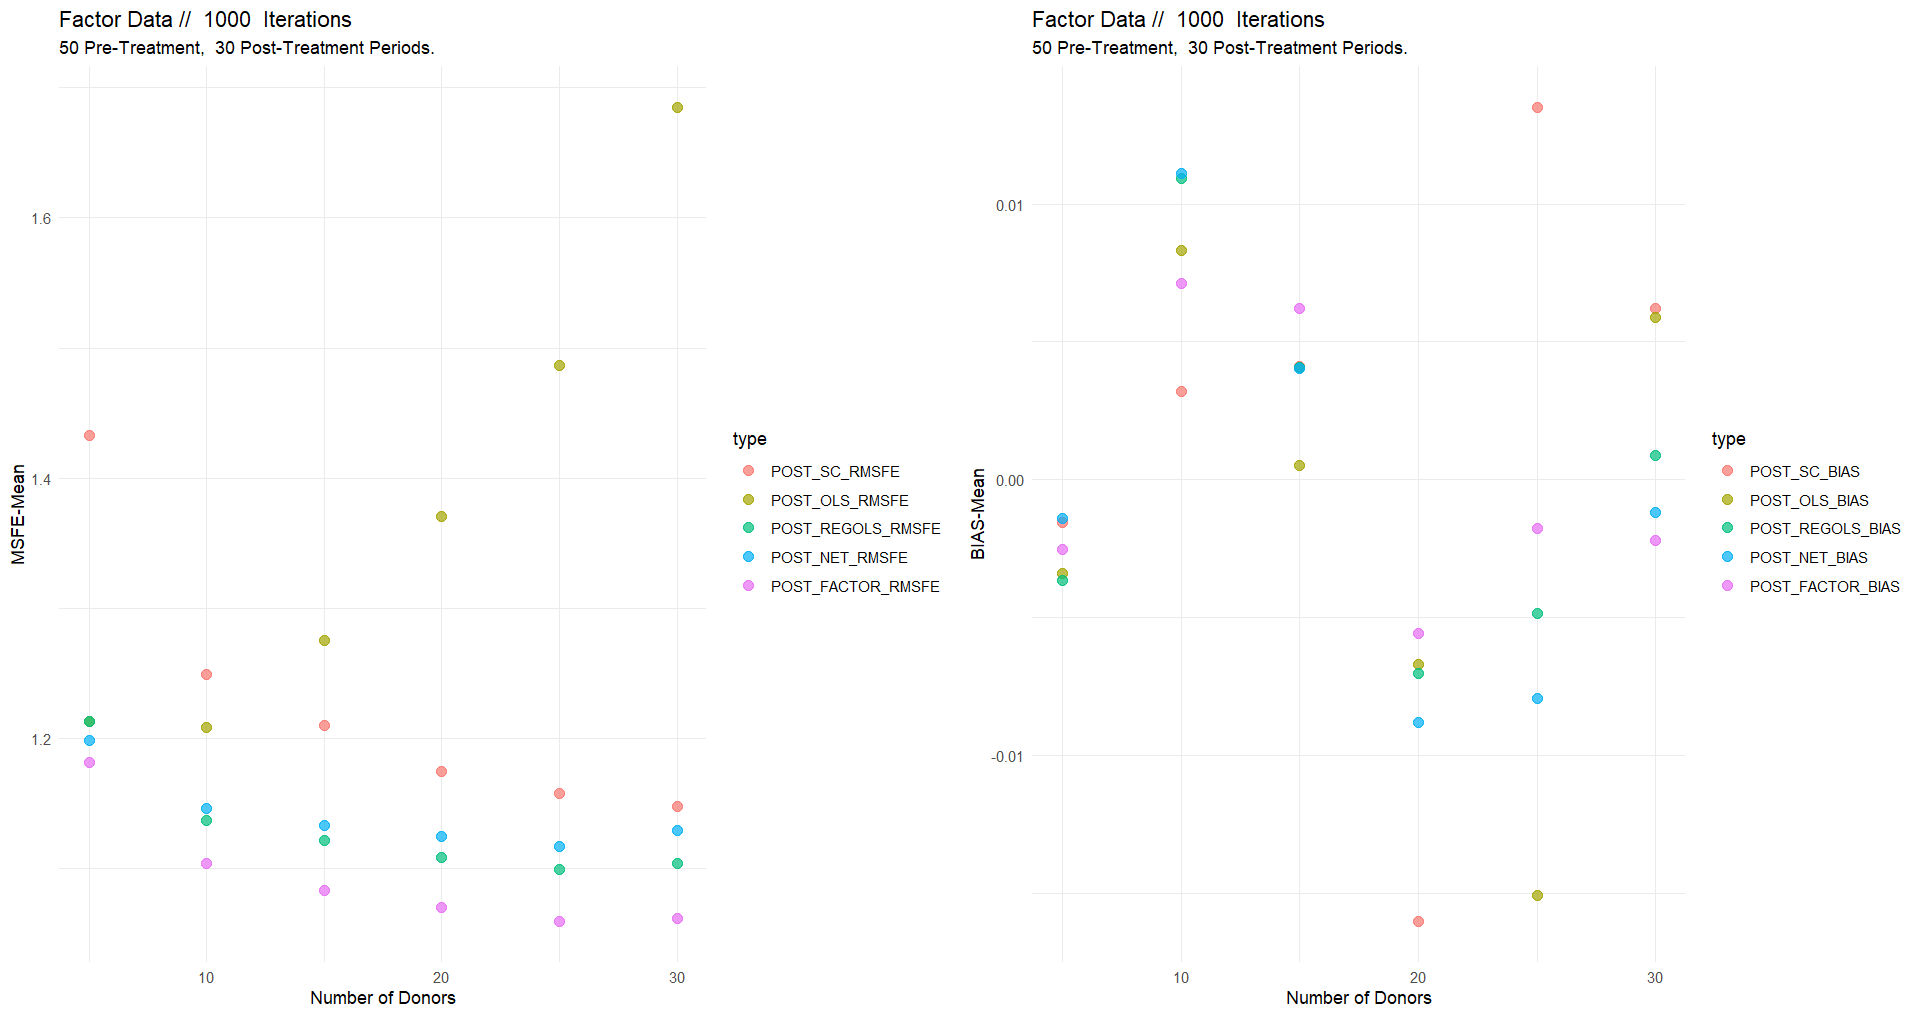 Factor Data //  1000  Iterations
50 Pre-Treatment,  30 Post-Treatment Periods.
MSFE-Mean
1.6
1.4
1.2
10
20
30
Number of Donors
type
POST_SC_RMSFE
POST_OLS_RMSFE
POST_REGOLS_RMSFE
POST_NET_RMSFE
POST_FACTOR_RMSFE
Factor Data //  1000  Iterations
50 Pre-Treatment,  30 Post-Treatment Periods.
BIAS-Mean
0.01
0.00
-0.01
10
20
30
Number of Donors
type
POST_SC_BIAS
POST_OLS_BIAS
POST_REGOLS_BIAS
POST_NET_BIAS
POST_FACTOR_BIAS